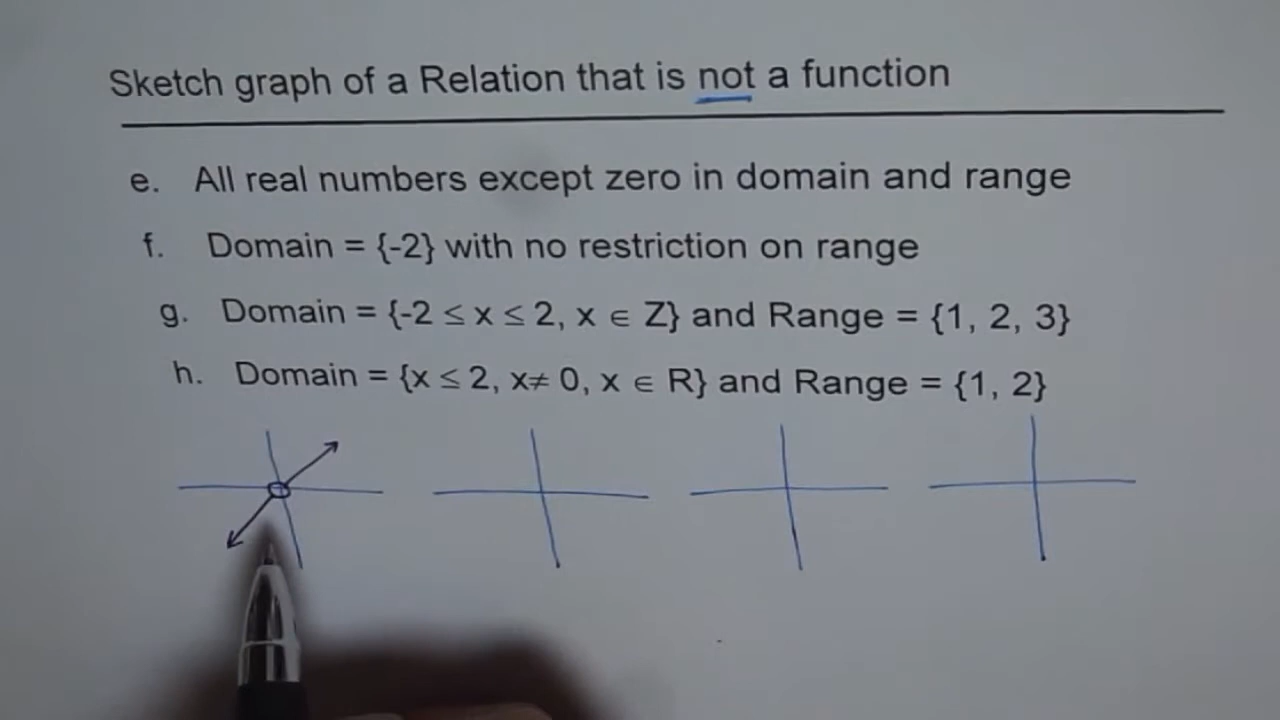 Sketch graph of a Relation that is not a function
e. All real numbers except zero in domain and range
f. Domain = {-2} with no restriction on range
g. Domain = {-2 ≤ x ≤ 2, x ∈ Z} and Range = {1, 2, 3}
h. Domain = {x ≤ 2, x≠ 0, x ∈ R} and Range = {1, 2}